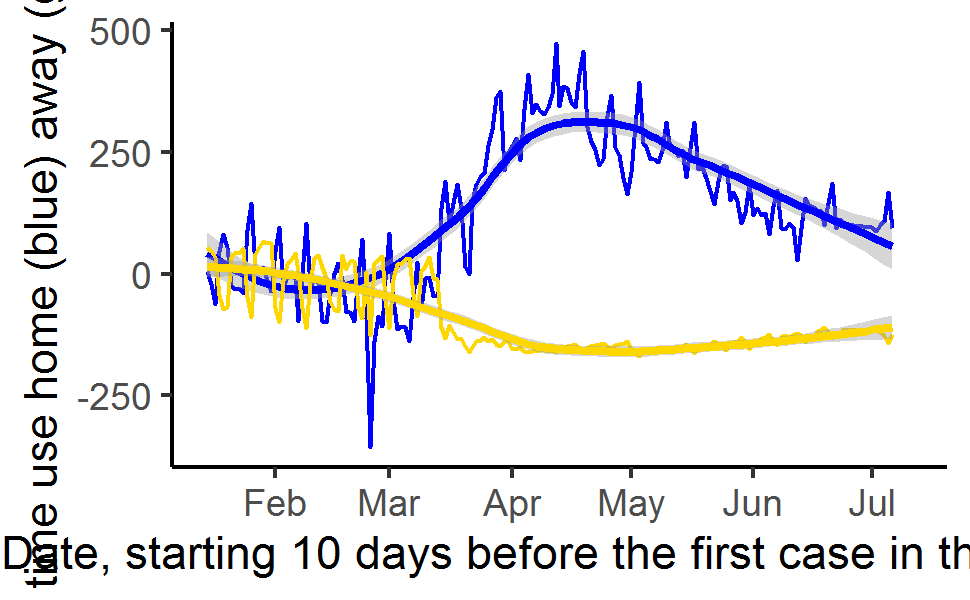 time use home (blue) away (
500
250
0
-250
Feb Mar Apr May Jun Jul
Date, starting 10 days before the first case in th